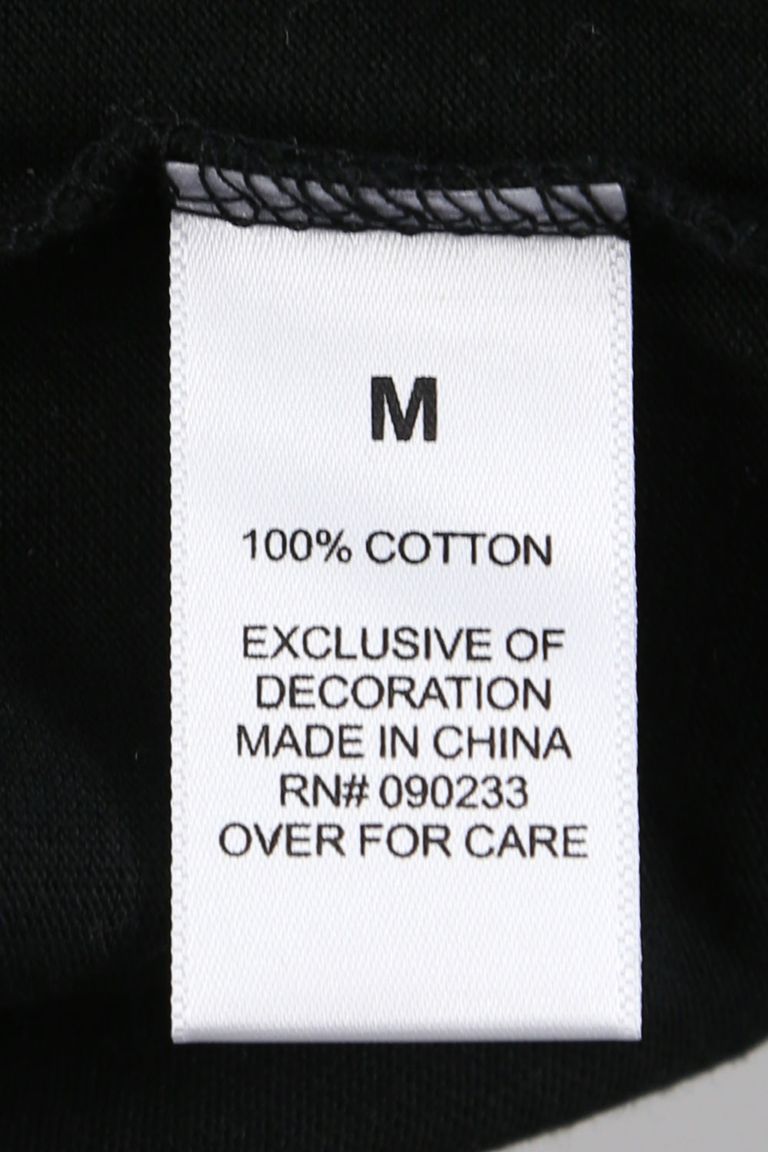 M
100% COTTON
EXCLUSIVE OF
DECORATION
MADE IN CHINA
RN# 090233
OVER FOR CARE